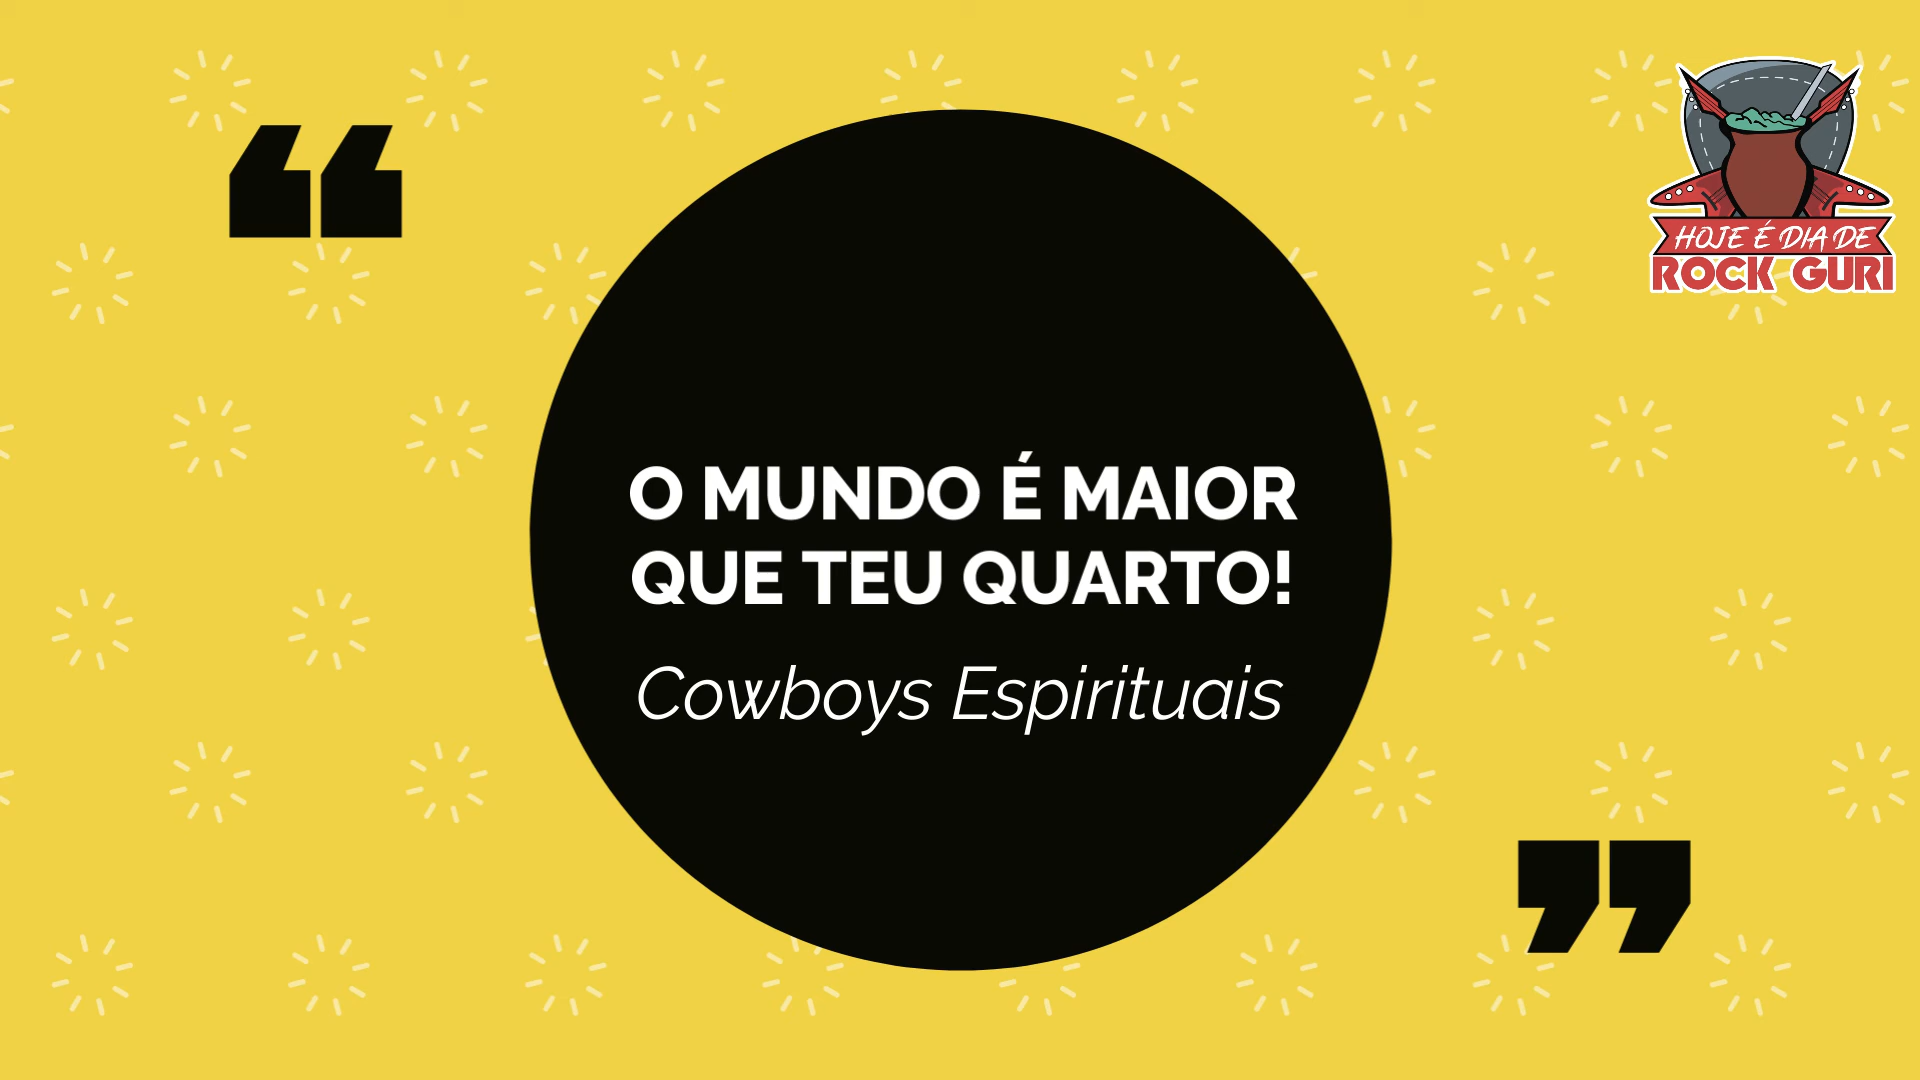 HOJE É DIA DE
ROCK GURI
“
O MUNDO É MAIOR
QUE TEU QUARTO!
Cowboys Espirituais
”